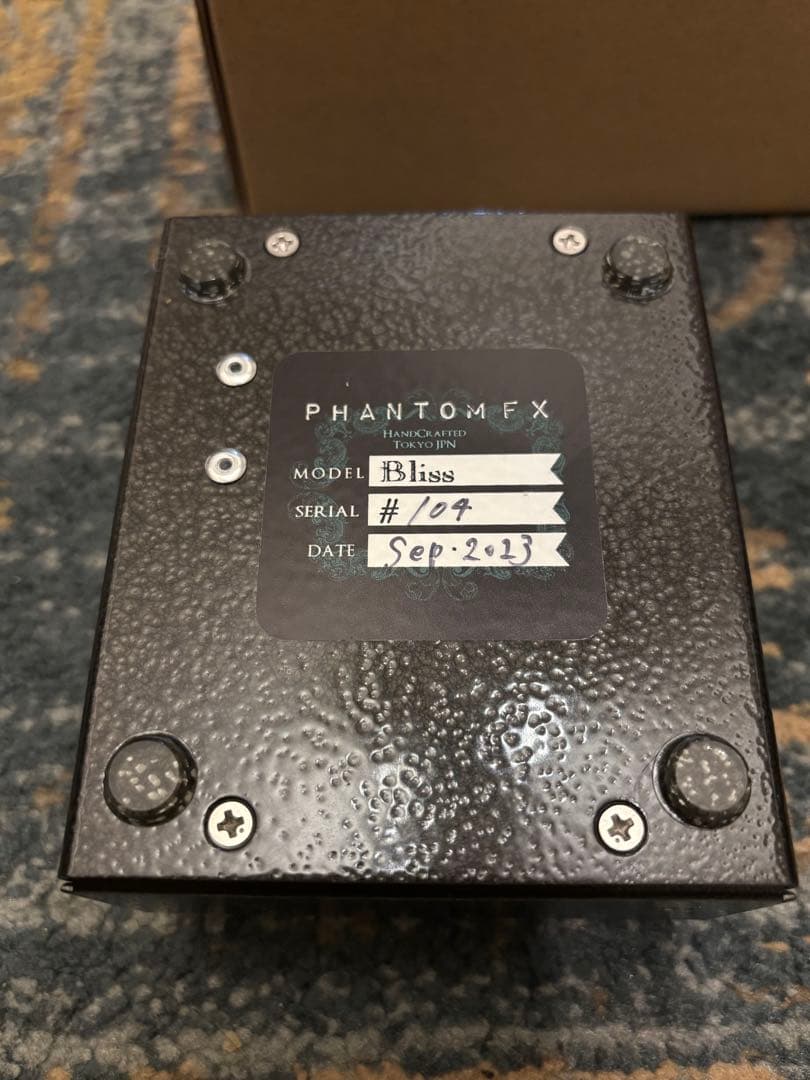 PHANTOM FX
HANDCRAFTED
TOKYO JPN
MODEL Bliss
SERIAL # 104
DATE Sep. 2023